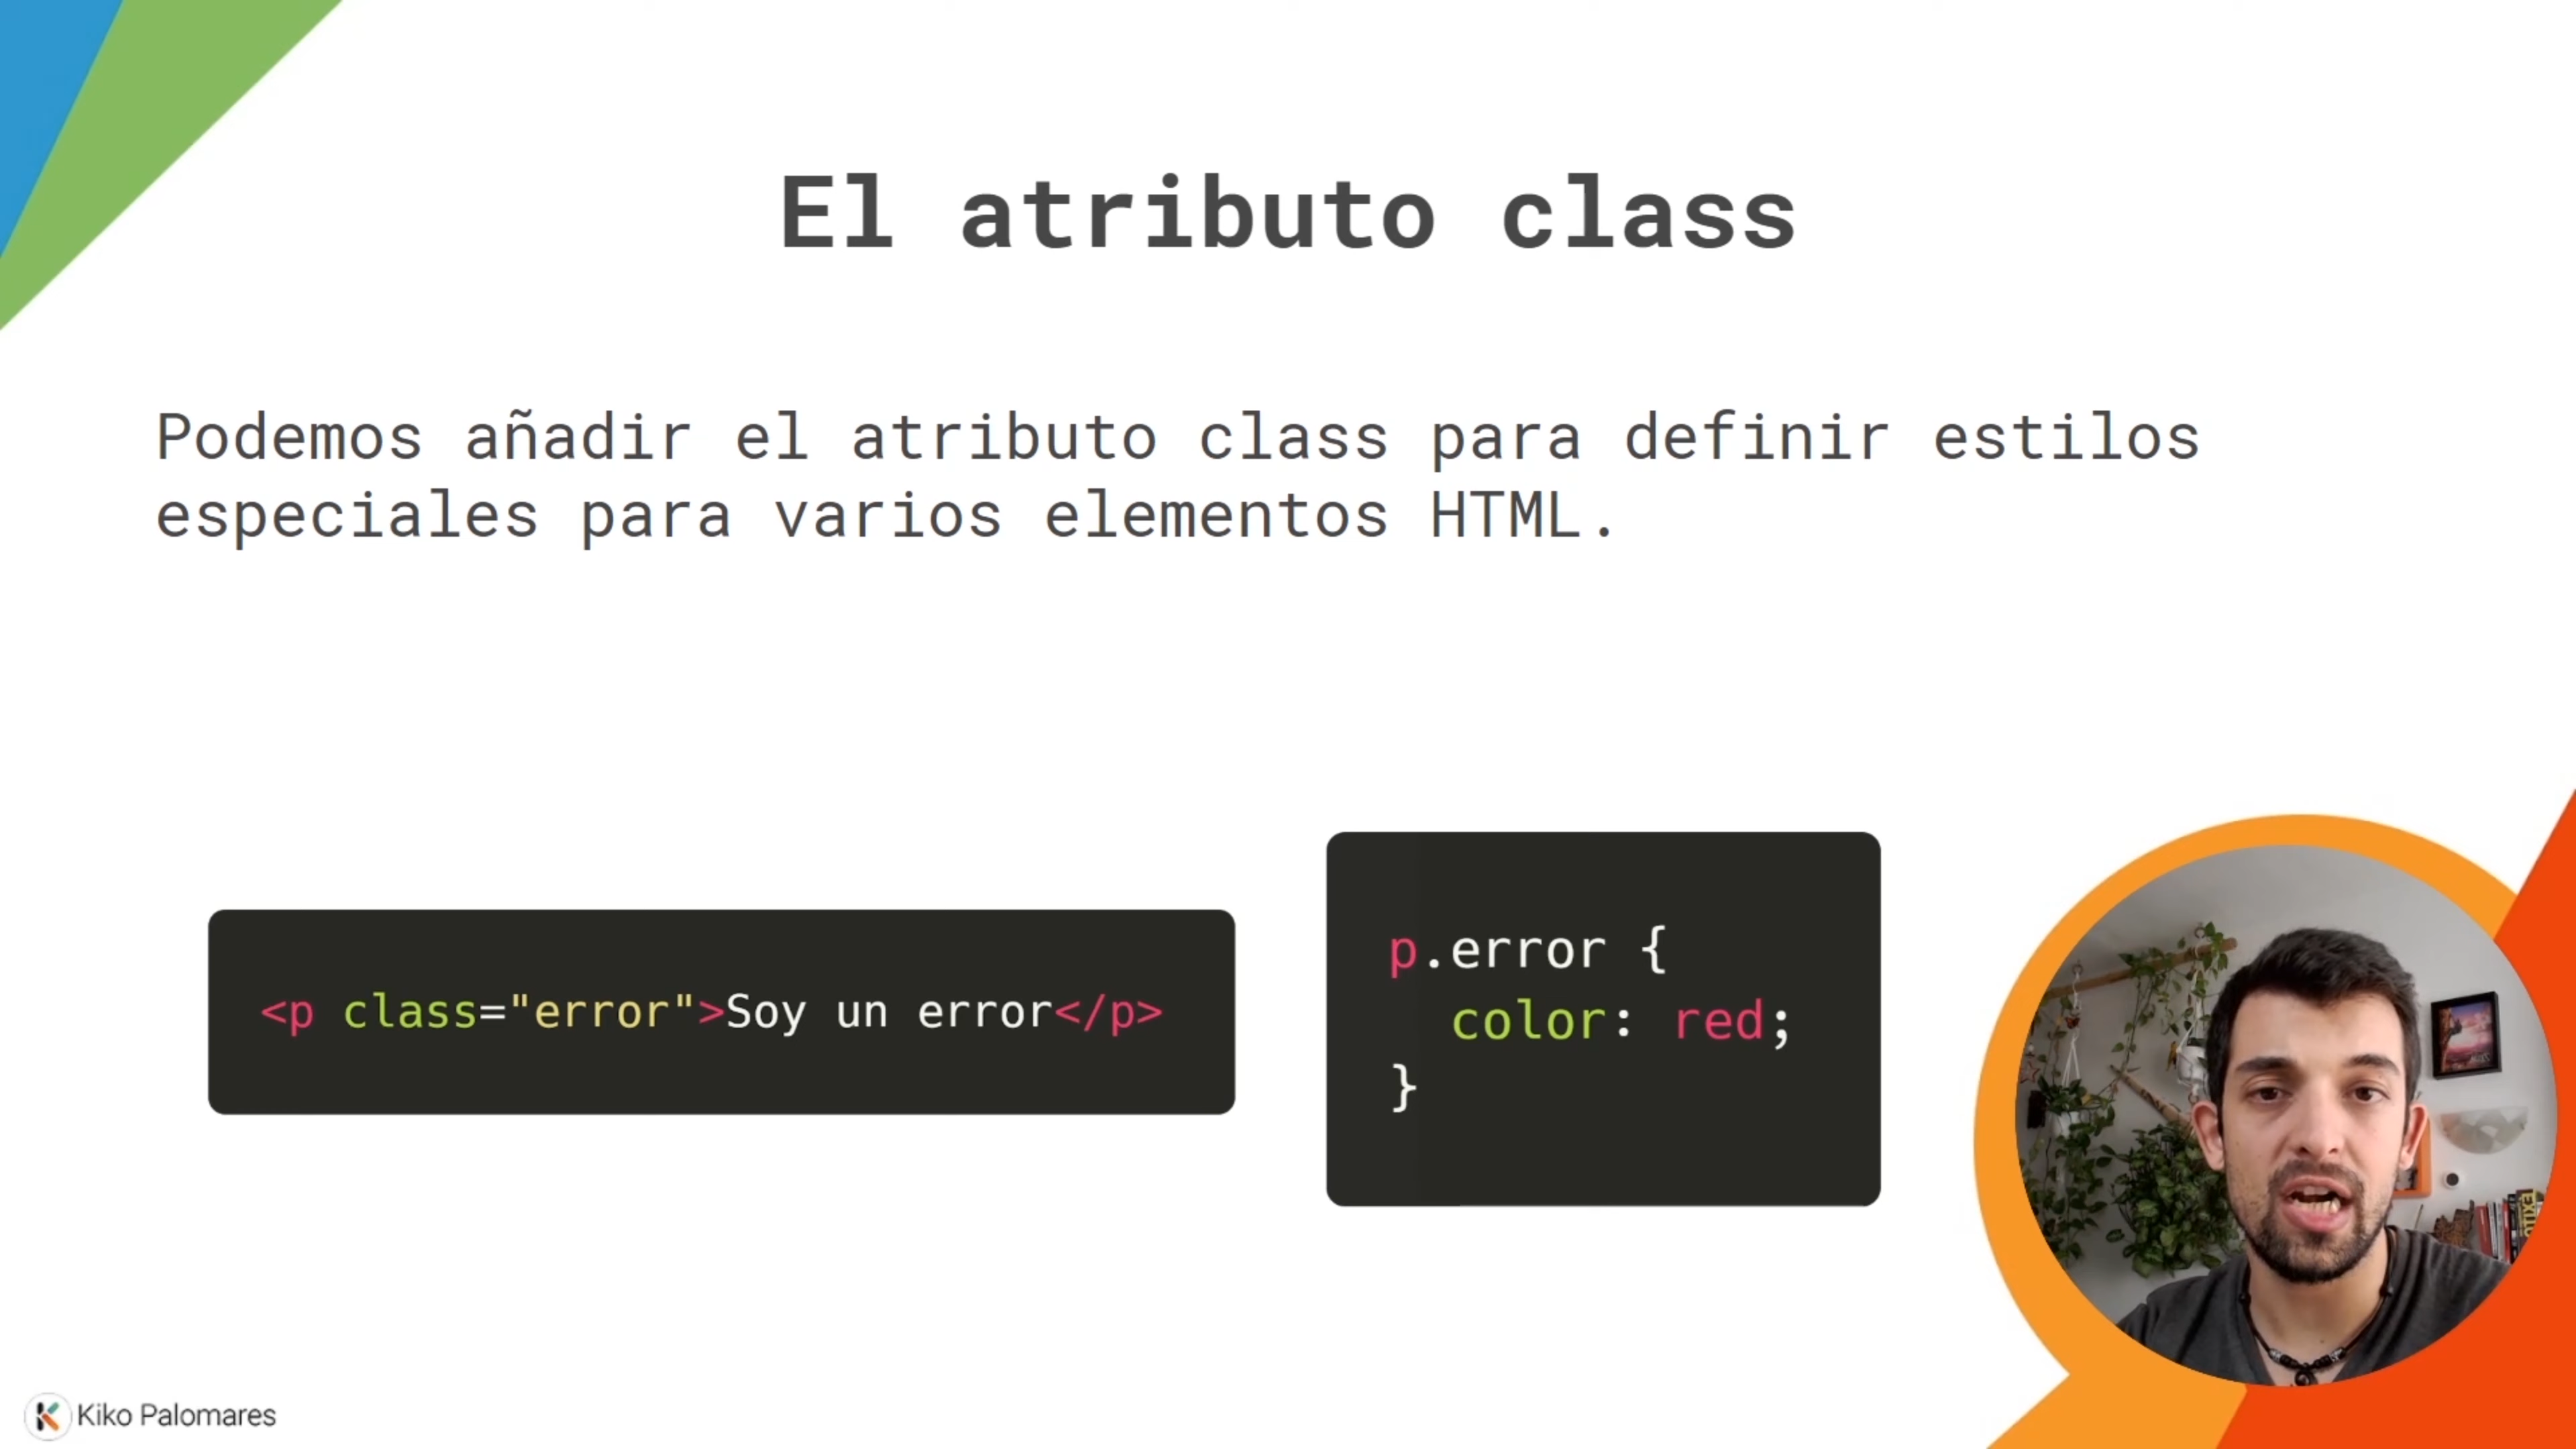 El atributo class
Podemos añadir el atributo class para definir estilos
especiales para varios elementos HTML.
<p class="error">Soy un error</p>
p.error {
color: red;
}
Kiko Palomares